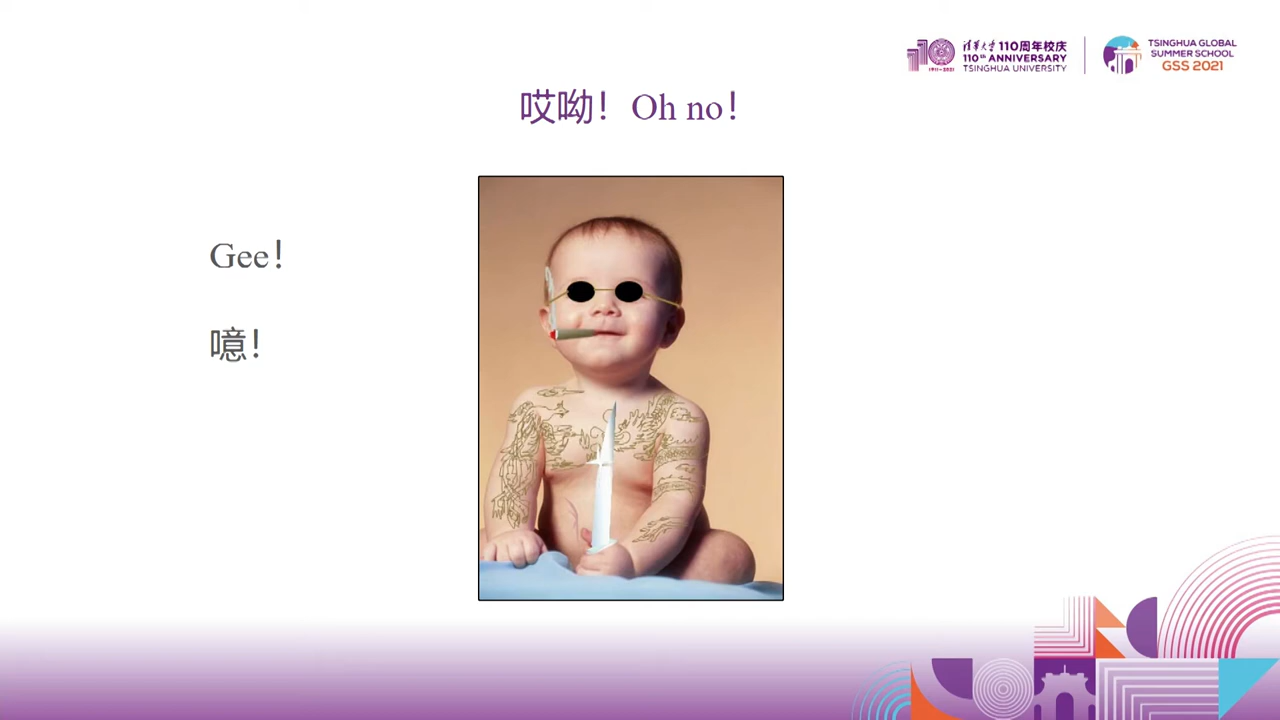 清华大学 110周年校庆
110th ANNIVERSARY
TSINGHUA UNIVERSITY
1911-2021
TSINGHUA GLOBAL
SUMMER SCHOOL
GSS 2021
哎呦！Oh no！
Gee！
噫！